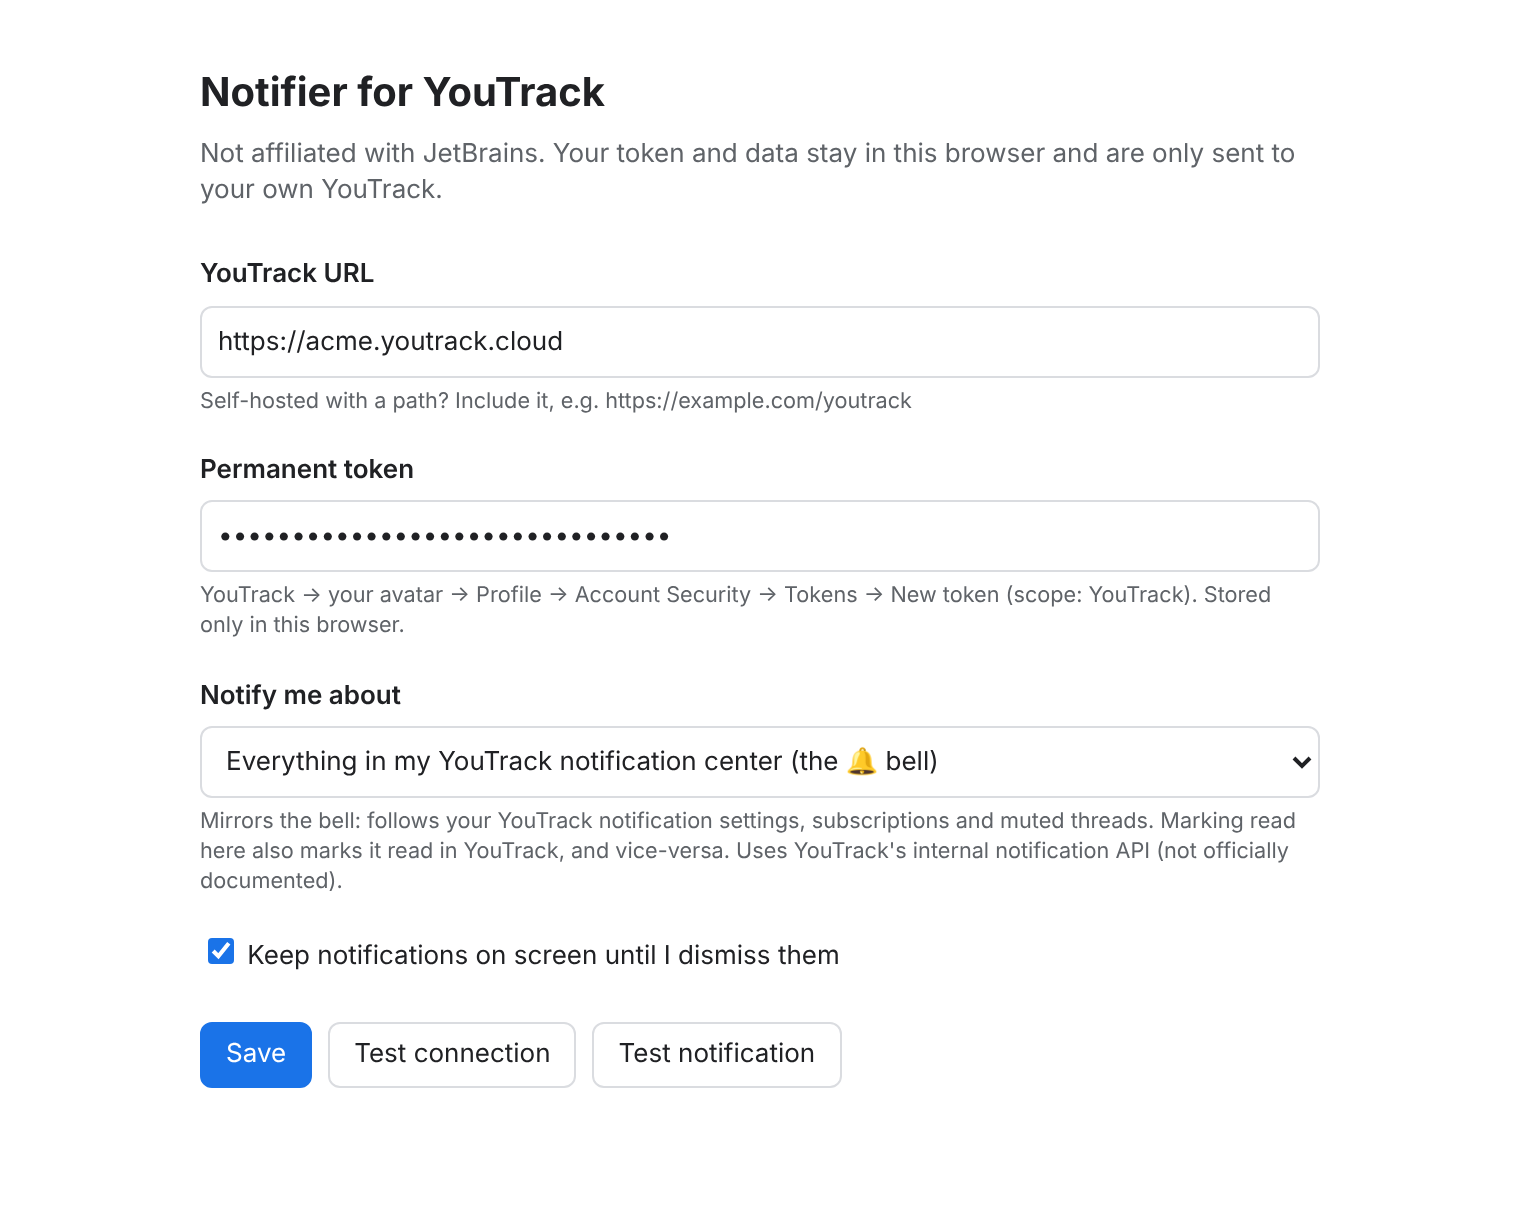 Notifier for YouTrack
Not affiliated with JetBrains. Your token and data stay in this browser and are only sent to
your own YouTrack.
YouTrack URL
https://acme.youtrack.cloud
Self-hosted with a path? Include it, e.g. https://example.com/youtrack
Permanent token
•••••••••••••••••••••••••••••••
YouTrack → your avatar → Profile → Account Security → Tokens → New token (scope: YouTrack). Stored
only in this browser.
Notify me about
Everything in my YouTrack notification center (the 🔔 bell)
Mirrors the bell: follows your YouTrack notification settings, subscriptions and muted threads. Marking read
here also marks it read in YouTrack, and vice-versa. Uses YouTrack's internal notification API (not officially
documented).
Keep notifications on screen until I dismiss them
Save
Test connection
Test notification